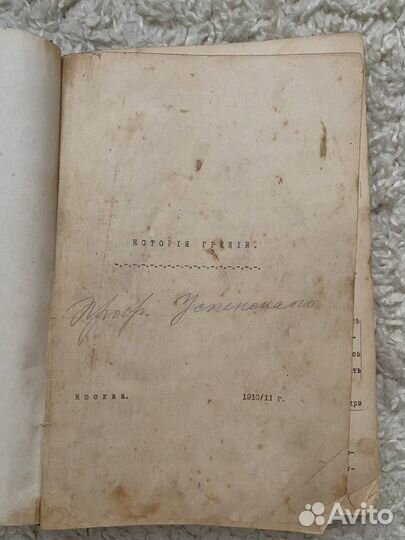 ИСТОРІЯ ГРЕЦІИ.
Проф. Успенскаго
Москва. 1910/11 г.
Avito